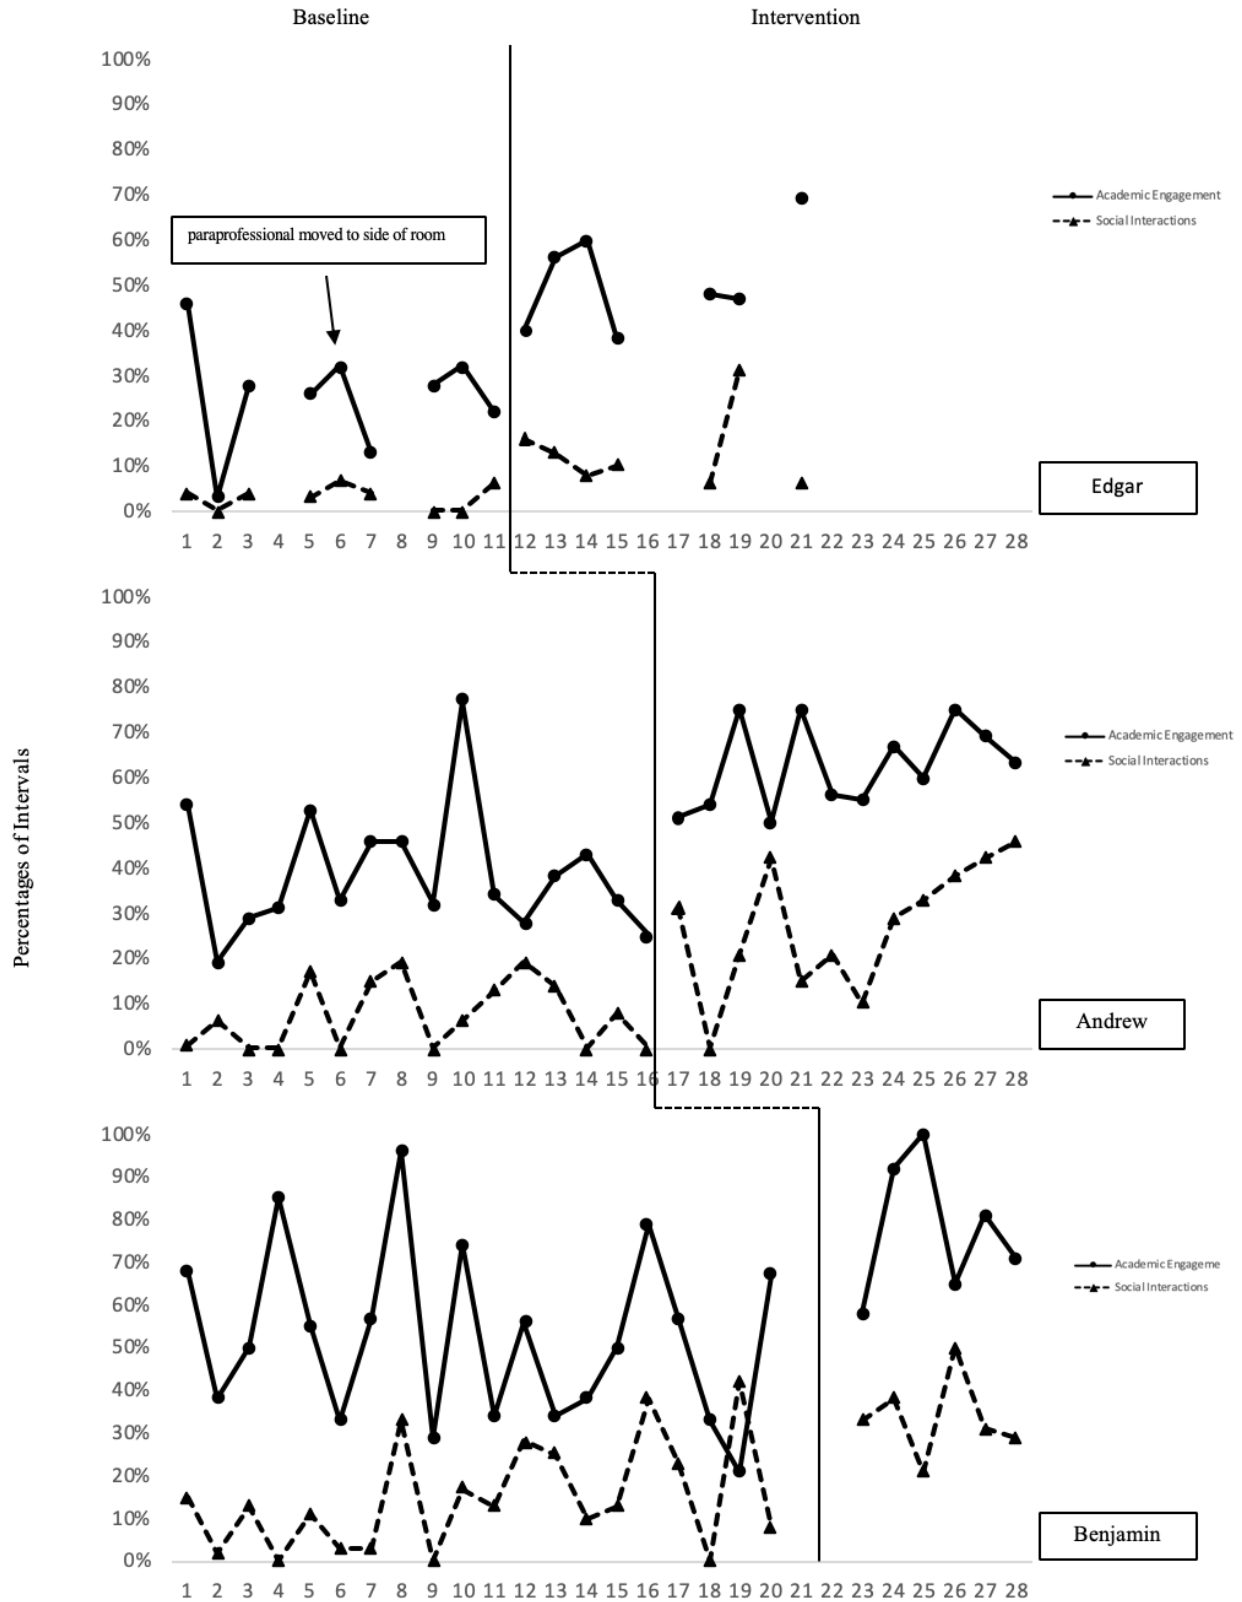 Baseline Intervention
100%
90%
80%
70%
60%
50%
40%
30%
20%
10%
0%
paraprofessional moved to side of room
Academic Engagement
Social Interactions
Edgar
1 2 3 4 5 6 7 8 9 10 11 12 13 14 15 16 17 18 19 20 21 22 23 24 25 26 27 28
Percentages of Intervals
100%
90%
80%
70%
60%
50%
40%
30%
20%
10%
0%
Academic Engagement
Social Interactions
Andrew
1 2 3 4 5 6 7 8 9 10 11 12 13 14 15 16 17 18 19 20 21 22 23 24 25 26 27 28
100%
90%
80%
70%
60%
50%
40%
30%
20%
10%
0%
Academic Engageme
Social Interactions
Benjamin
1 2 3 4 5 6 7 8 9 10 11 12 13 14 15 16 17 18 19 20 21 22 23 24 25 26 27 28